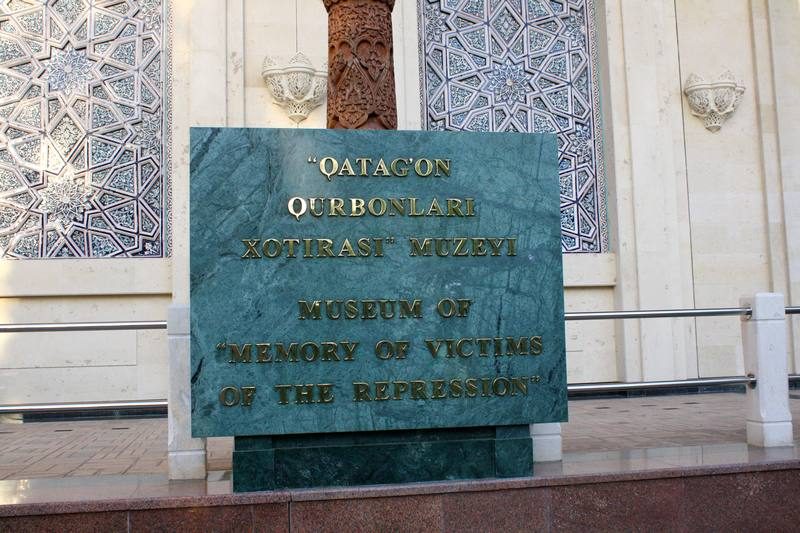 “QATAG‘ON
QURBONLARI
XOTIRASI” MUZEYI
MUSEUM OF
“MEMORY OF VICTIMS
OF THE REPRESSION”